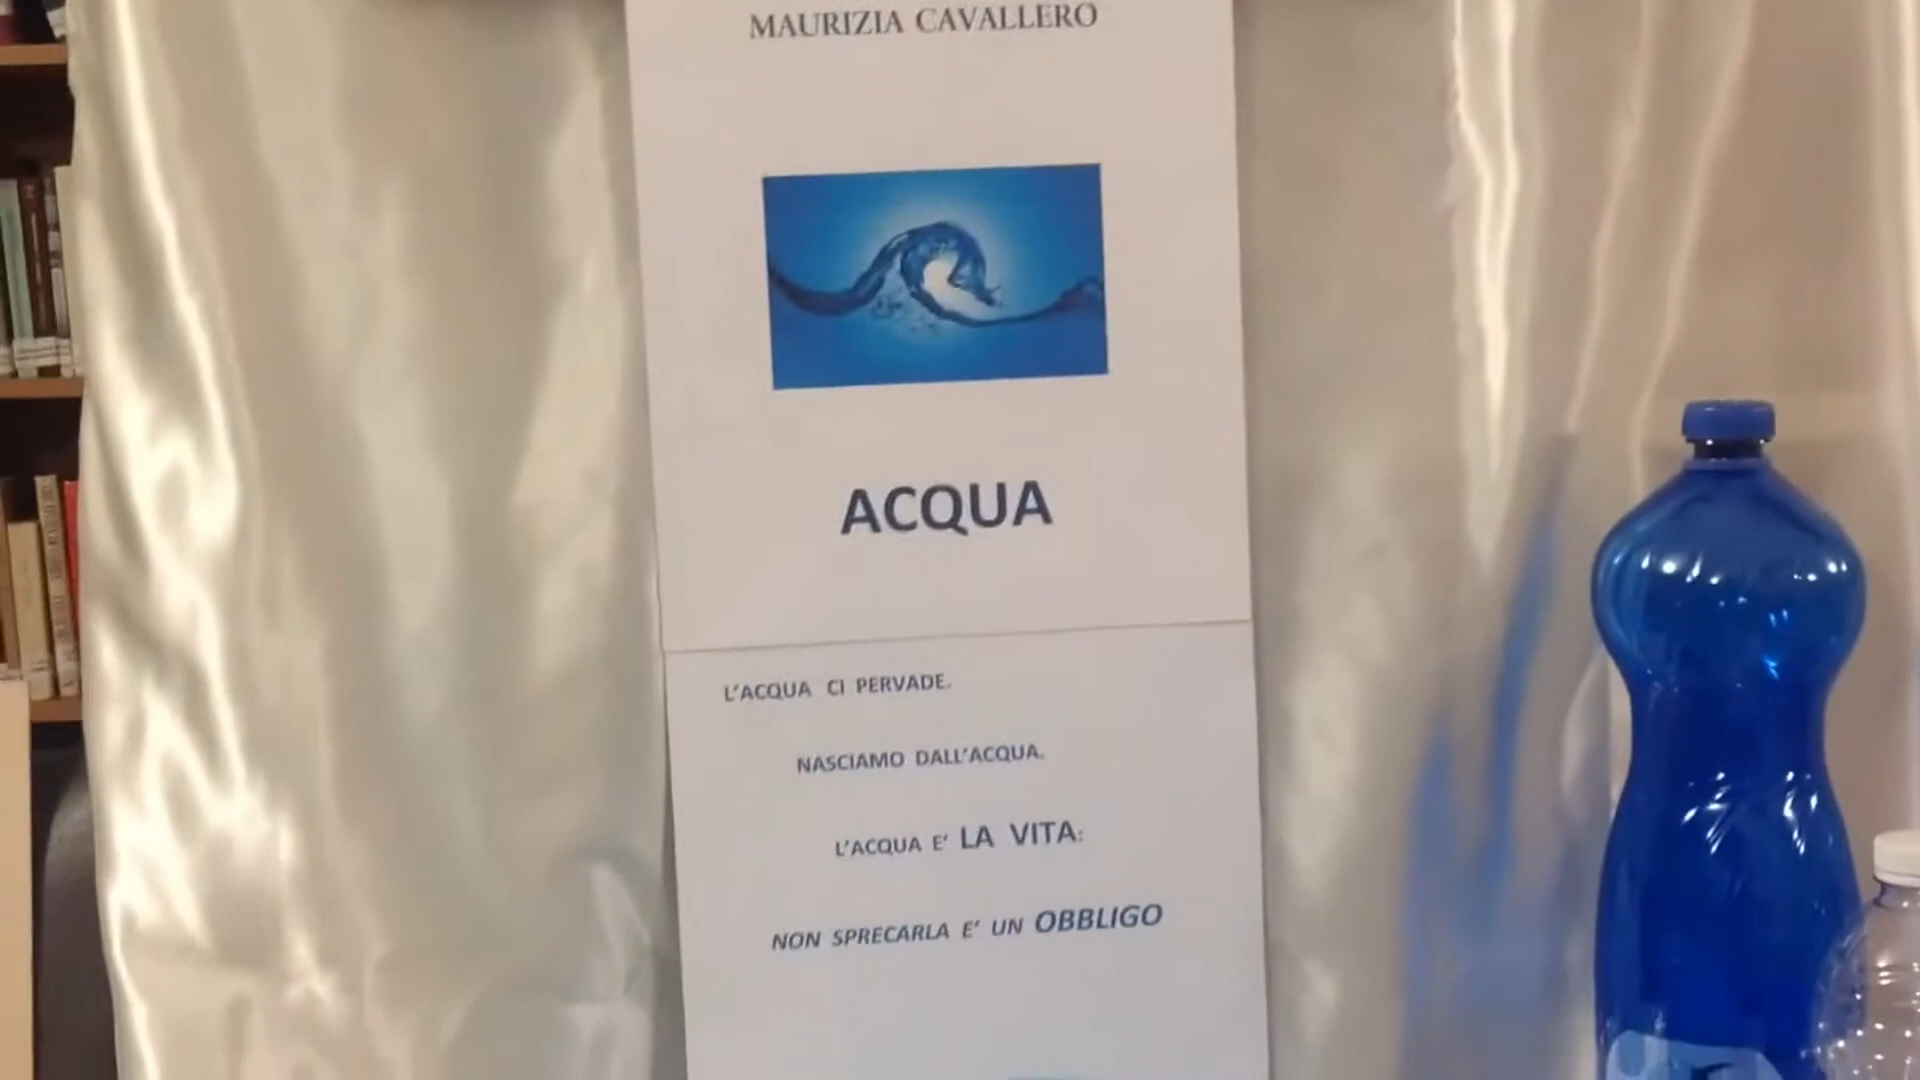 MAURIZIA CAVALLERO
ACQUA
L'ACQUA CI PERVADE.
NASCIAMO DALL'ACQUA.
L'ACQUA E' LA VITA:
NON SPRECARLA E' UN OBBLIGO